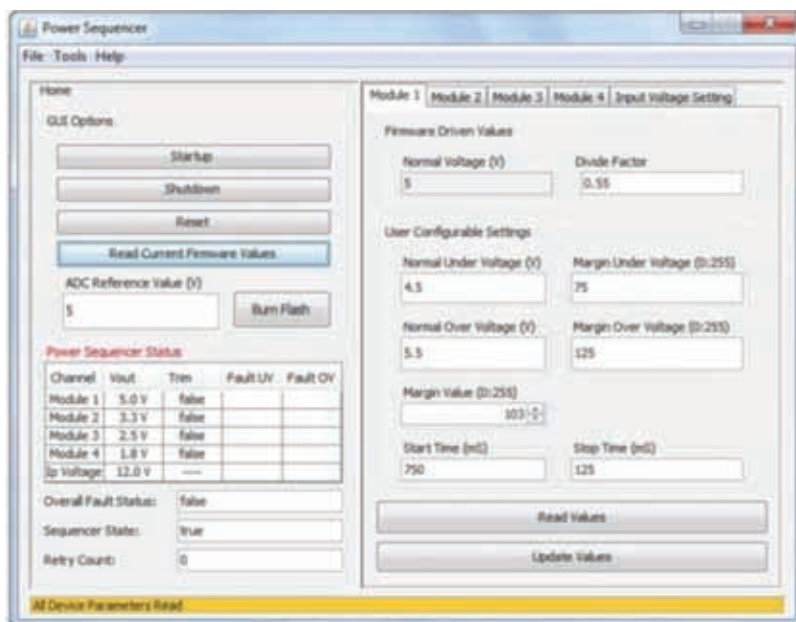 Power Sequencer
File Tools Help
Home
GUI Options
Startup
Shutdown
Reset
Read Current Firmware Values
ADC Reference Value (V)
5
Burn Flash
Power Sequencer Status
Channel Vout Trim Fault UV Fault OV
Module 1 5.0 V false
Module 2 3.3 V false
Module 3 2.5 V false
Module 4 1.8 V false
Ip Voltage 12.0 V ----
Overall Fault Status: false
Sequencer State: true
Retry Count: 0
Module 1 Module 2 Module 3 Module 4 Input Voltage Setting
Firmware Driven Values
Normal Voltage (V) Divide Factor
5 0.55
User Configurable Settings
Normal Under Voltage (V) Margin Under Voltage (0:255)
4.5 75
Normal Over Voltage (V) Margin Over Voltage (0:255)
5.5 125
Margin Value (0:255)
103
Start Time (mS) Stop Time (mS)
750 125
Read Values
Update Values
All Device Parameters Read